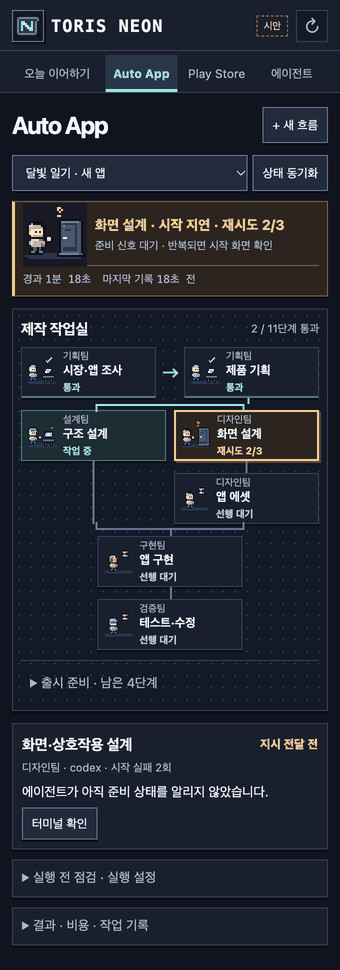 N
TORIS NEON
시안
오늘 이어하기
Auto App
Play Store
에이전트
Auto App
+ 새 흐름
달빛 일기 · 새 앱
상태 동기화
화면 설계 · 시작 지연 · 재시도 2/3
준비 신호 대기 · 반복되면 시작 화면 확인
경과 1분 18초 마지막 기록 18초 전
제작 작업실
2 / 11단계 통과
기획팀
시장·앱 조사
통과
기획팀
제품 기획
통과
설계팀
구조 설계
작업 중
디자인팀
화면 설계
재시도 2/3
디자인팀
앱 에셋
선행 대기
구현팀
앱 구현
선행 대기
검증팀
테스트·수정
선행 대기
▶ 출시 준비 · 남은 4단계
화면·상호작용 설계
지시 전달 전
디자인팀 · codex · 시작 실패 2회
에이전트가 아직 준비 상태를 알리지 않았습니다.
터미널 확인
▶ 실행 전 점검 · 실행 설정
▶ 결과 · 비용 · 작업 기록